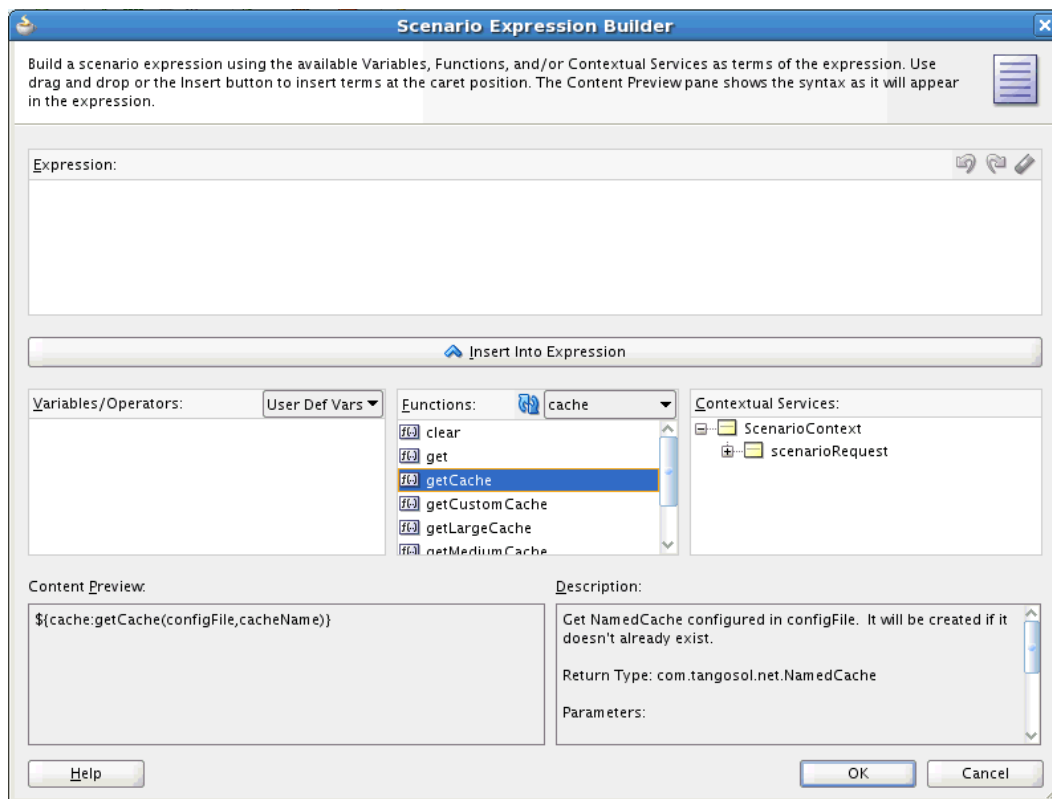 Scenario Expression Builder
Build a scenario expression using the available Variables, Functions, and/or Contextual Services as terms of the expression. Use
drag and drop or the Insert button to insert terms at the caret position. The Content Preview pane shows the syntax as it will appear
in the expression.
Expression:
Insert Into Expression
Variables/Operators:
User Def Vars
Functions:
cache
Contextual Services:
f(..) clear
f(..) get
f(..) getCache
f(..) getCustomCache
f(..) getLargeCache
f(..) getMediumCache
ScenarioContext
scenarioRequest
Content Preview:
${cache:getCache(configFile,cacheName)}
Description:
Get NamedCache configured in configFile. It will be created if it
doesn't already exist.
Return Type: com.tangosol.net.NamedCache
Parameters:
Help
OK
Cancel